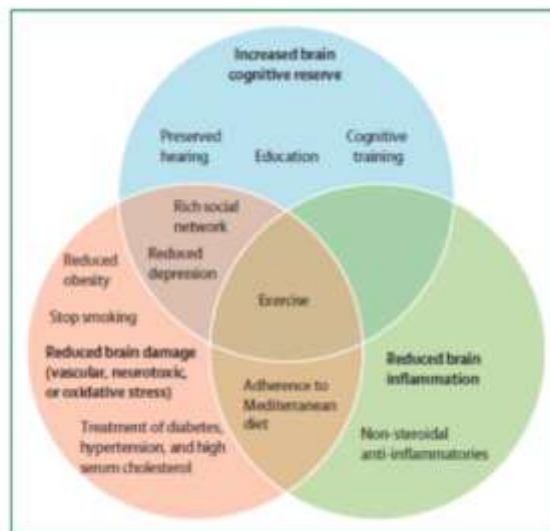 Increased brain
cognitive reserve
Preserved
hearing
Education
Cognitive
training
Rich social
network
Reduced
depression
Reduced
obesity
Exercise
Stop smoking
Reduced brain damage
(vascular, neurotoxic,
or oxidative stress)
Reduced brain
inflammation
Adherence to
Mediterranean
diet
Treatment of diabetes,
hypertension, and high
serum cholesterol
Non-steroidal
anti-inflammatories